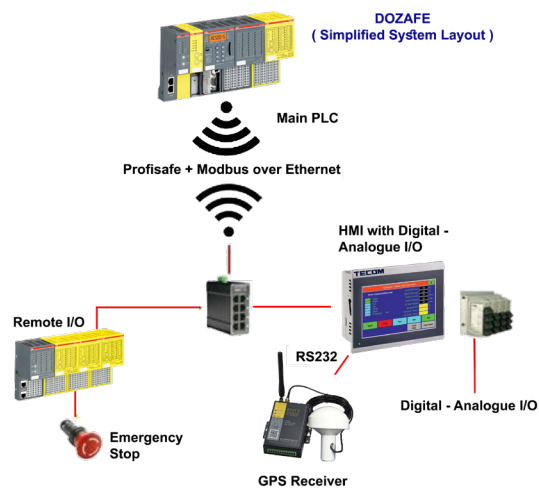 DOZAFE
( Simplified System Layout )
Main PLC
Profisafe + Modbus over Ethernet
HMI with Digital -
Analogue I/O
TECOM
Remote I/O
RS232
Digital - Analogue I/O
Emergency
Stop
GPS Receiver